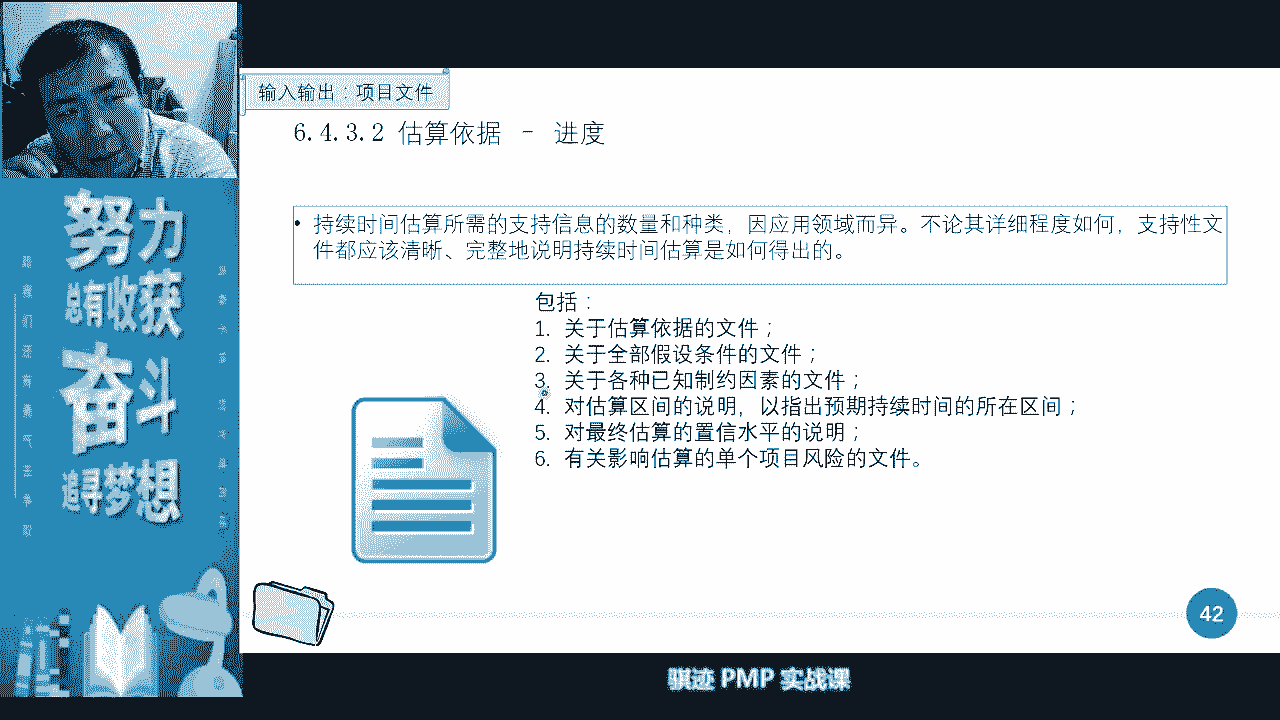 输入输出：项目文件
6.4.3.2 估算依据 - 进度
• 持续时间估算所需的支持信息的数量和种类，因应用领域而异。不论其详细程度如何，支持性文
件都应该清晰、完整地说明持续时间估算是如何得出的。
包括：
1. 关于估算依据的文件；
2. 关于全部假设条件的文件；
3. 关于各种已知制约因素的文件；
4. 对估算区间的说明，以指出预期持续时间的所在区间；
5. 对最终估算的置信水平的说明；
6. 有关影响估算的单个项目风险的文件。
42
努力
总有收获
奋斗
追寻梦想
骐迹 PMP 实战课